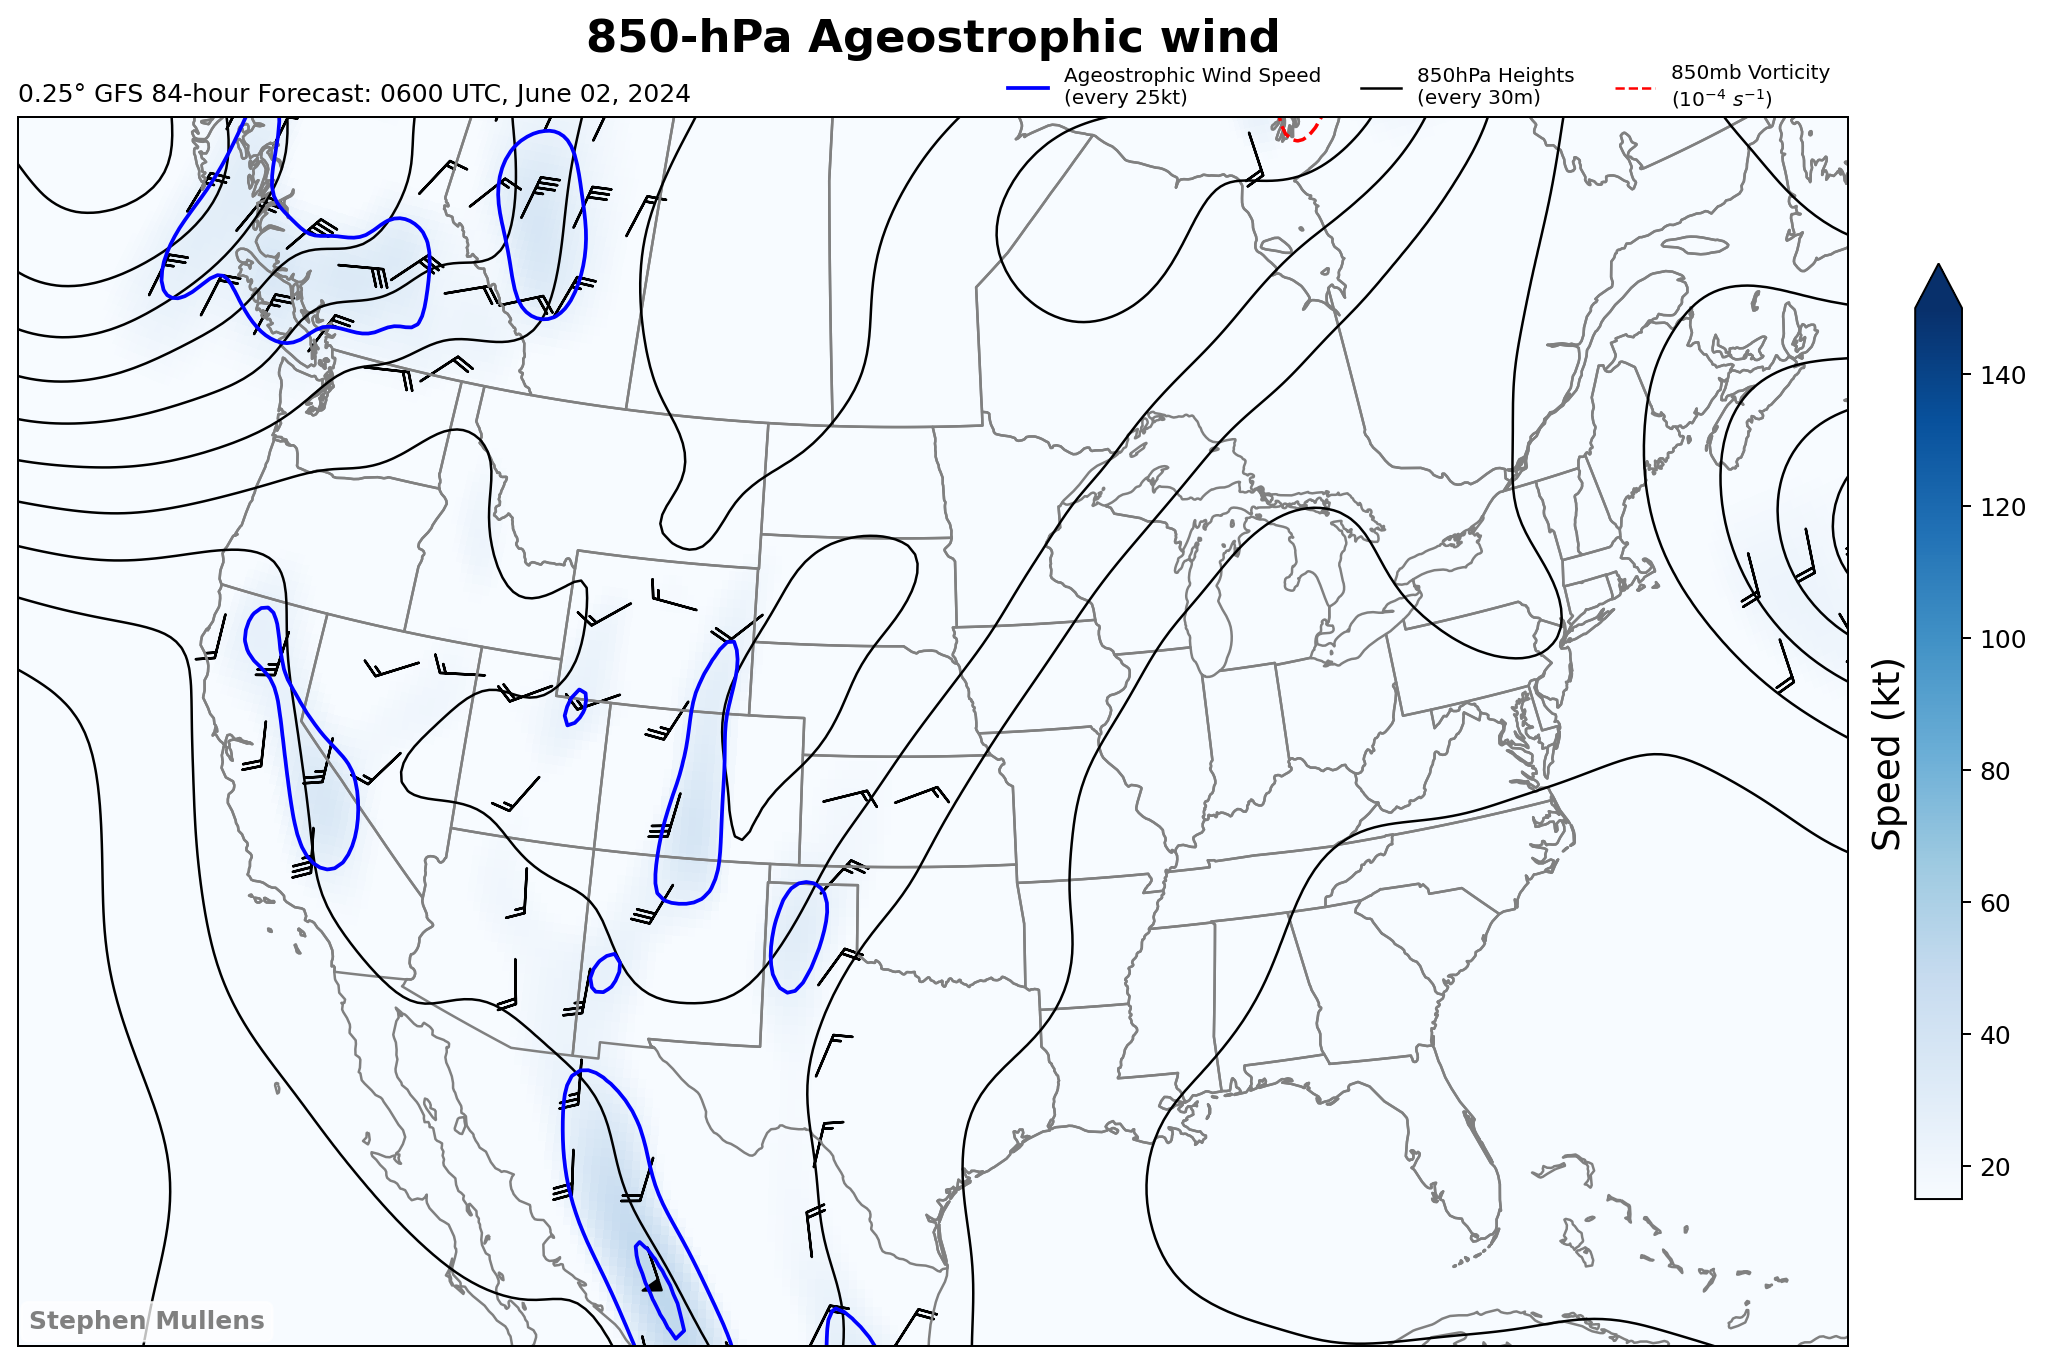 850-hPa Ageostrophic wind
0.25° GFS 84-hour Forecast: 0600 UTC, June 02, 2024
Ageostrophic Wind Speed
(every 25kt)
850hPa Heights
(every 30m)
850mb Vorticity
(10⁻⁴ s⁻¹)
140
120
100
80
60
40
20
Speed (kt)
Stephen Mullens